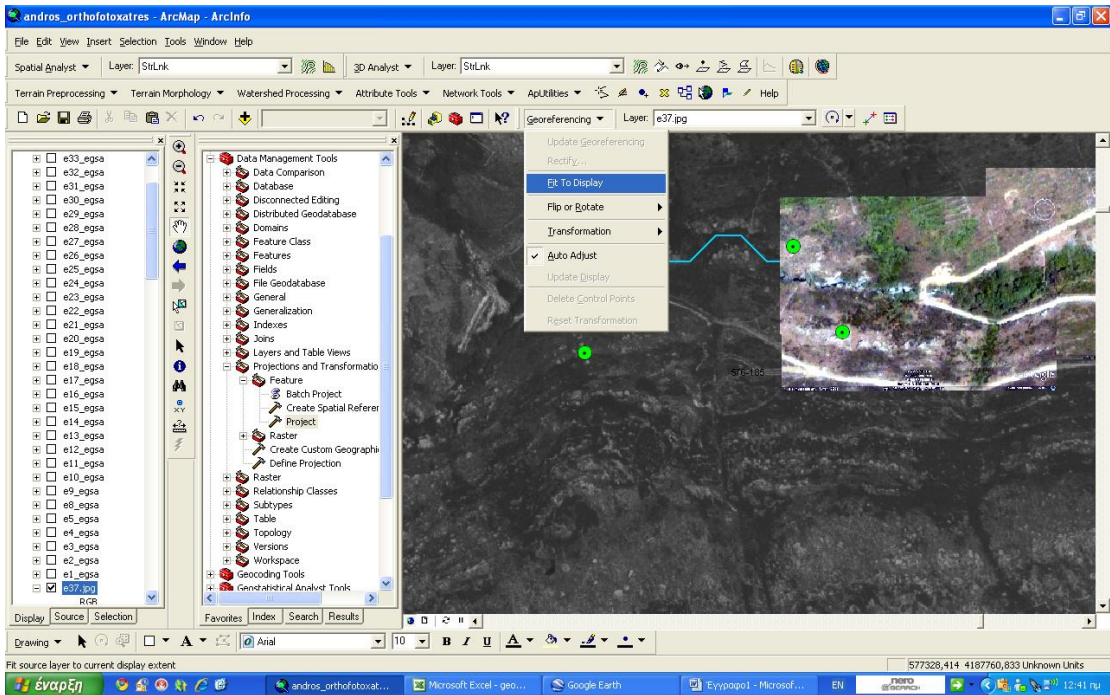 andros_orthofotoxatres - ArcMap - ArcInfo
File Edit View Insert Selection Tools Window Help
Spatial Analyst Layer: StrLnk 3D Analyst Layer: StrLnk
Terrain Preprocessing Terrain Morphology Watershed Processing Attribute Tools Network Tools ApUtilities Help
Georeferencing Layer: e37.jpg
Update Georeferencing
Rectify...
Fit To Display
Flip or Rotate
Transformation
Auto Adjust
Update Display
Delete Control Points
Reset Transformation
e33_egsa
e32_egsa
e31_egsa
e30_egsa
e29_egsa
e28_egsa
e27_egsa
e26_egsa
e25_egsa
e24_egsa
e23_egsa
e22_egsa
e21_egsa
e20_egsa
e19_egsa
e18_egsa
e17_egsa
e16_egsa
e15_egsa
e14_egsa
e13_egsa
e12_egsa
e11_egsa
e10_egsa
e9_egsa
e8_egsa
e5_egsa
e4_egsa
e3_egsa
e2_egsa
e1_egsa
e37.jpg
RGB
Display Source Selection
Data Management Tools
Data Comparison
Database
Disconnected Editing
Distributed Geodatabase
Domains
Feature Class
Features
Fields
File Geodatabase
General
Generalization
Indexes
Joins
Layers and Table Views
Projections and Transformatio
Feature
Batch Project
Create Spatial Referer
Project
Raster
Create Custom Geographi
Define Projection
Raster
Relationship Classes
Subtypes
Table
Topology
Versions
Workspace
Geocoding Tools
Geostatistical Analyst Tools
Favorites Index Search Results
XY
576-185
Drawing A Arial 10 B I U A
Fit source layer to current display extent
577328,414 4187760,833 Unknown Units
έναρξη
andros_orthofotoxat...
Microsoft Excel - geo...
Google Earth
Έγγραφο1 - Microsof...
EN
nero
SEARCH
12:41 πμ